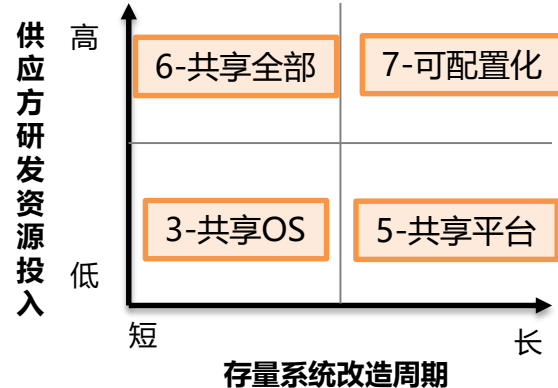 供应方研发资源投入
高
6-共享全部
7-可配置化
3-共享OS
5-共享平台
低
短
长
存量系统改造周期